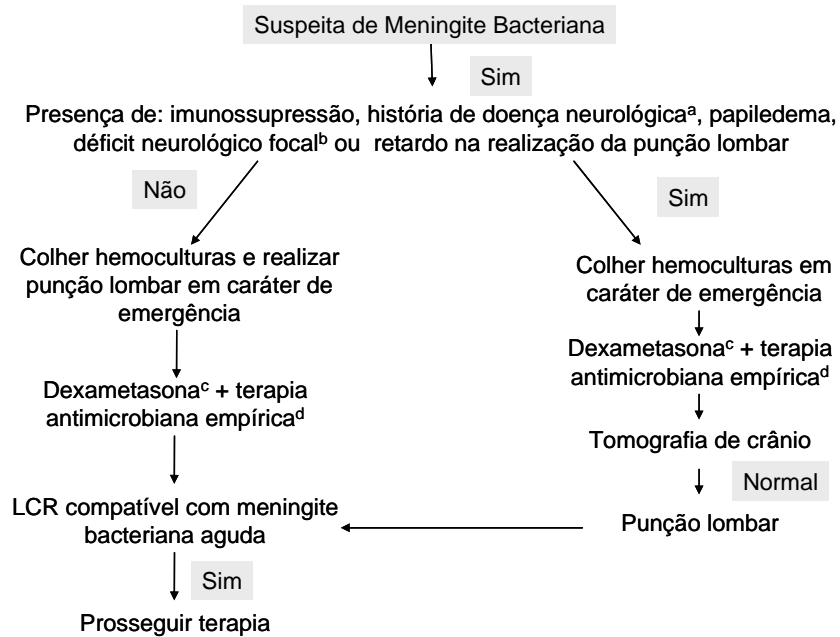 Suspeita de Meningite Bacteriana
Sim
Presença de: imunossupressão, história de doença neurológicaᵃ, papiledema,
déficit neurológico focalᵇ ou retardo na realização da punção lombar
Não
Sim
Colher hemoculturas e realizar
punção lombar em caráter de
emergência
Dexametasonaᶜ + terapia
antimicrobiana empíricaᵈ
LCR compatível com meningite
bacteriana aguda
Sim
Prosseguir terapia
Colher hemoculturas em
caráter de emergência
Dexametasonaᶜ + terapia
antimicrobiana empíricaᵈ
Tomografia de crânio
Normal
Punção lombar